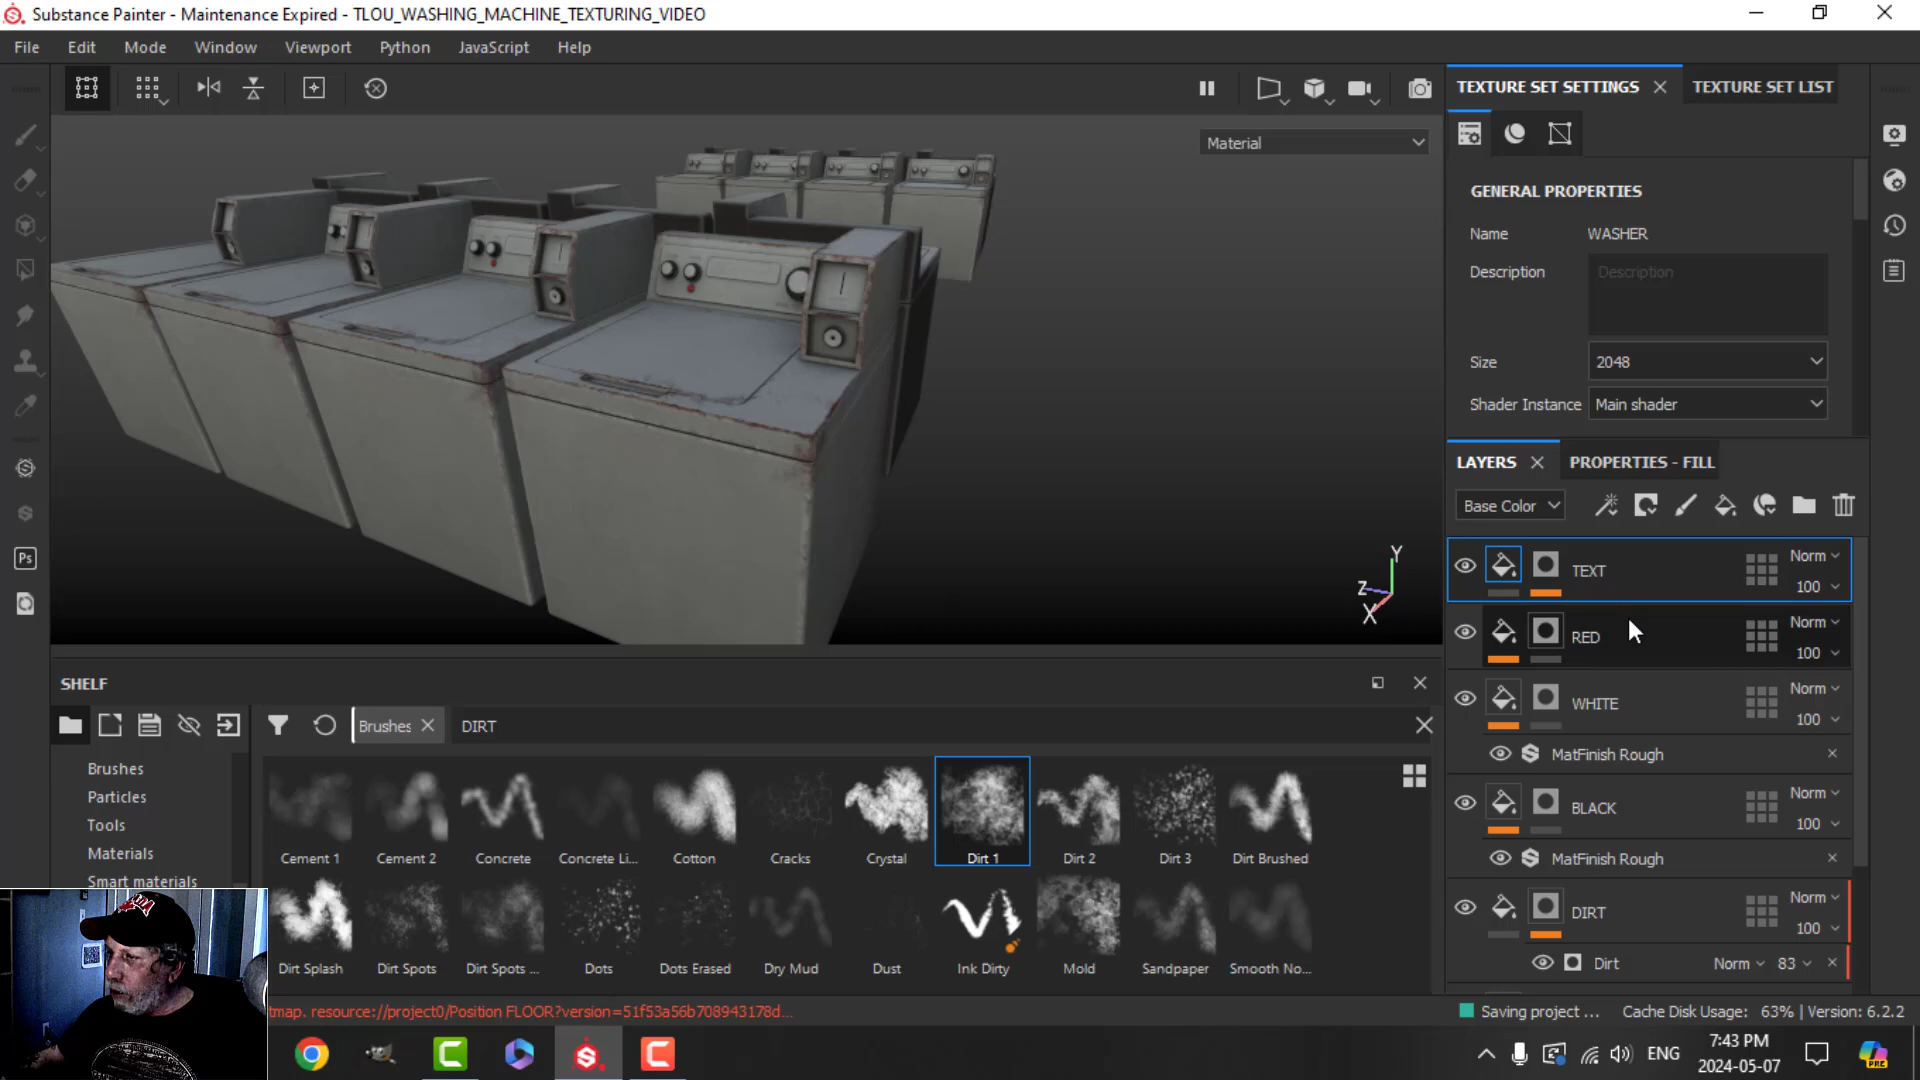 Substance Painter - Maintenance Expired - TLOU_WASHING_MACHINE_TEXTURING_VIDEO
File Edit Mode Window Viewport Python JavaScript Help
TEXTURE SET SETTINGS TEXTURE SET LIST
Material
GENERAL PROPERTIES
Name WASHER
Description Description
Size 2048
Shader Instance Main shader
LAYERS PROPERTIES - FILL
Base Color
TEXT Norm 100
RED Norm 100
WHITE Norm 100
MatFinish Rough
BLACK Norm 100
MatFinish Rough
DIRT Norm 100
Dirt Norm 83
Y
Z
X
Ps
SHELF
Brushes DIRT
Brushes
Particles
Tools
Materials
Smart materials
Cement 1 Cement 2 Concrete Concrete Li... Cotton Cracks Crystal Dirt 1 Dirt 2 Dirt 3 Dirt Brushed
Dirt Splash Dirt Spots Dirt Spots ... Dots Dots Erased Dry Mud Dust Ink Dirty Mold Sandpaper Smooth No...
tmap. resource://project0/Position FLOOR?version=51f53a56b708943178d...
Saving project ... Cache Disk Usage: 63% | Version: 6.2.2
ENG
7:43 PM
2024-05-07
PRE